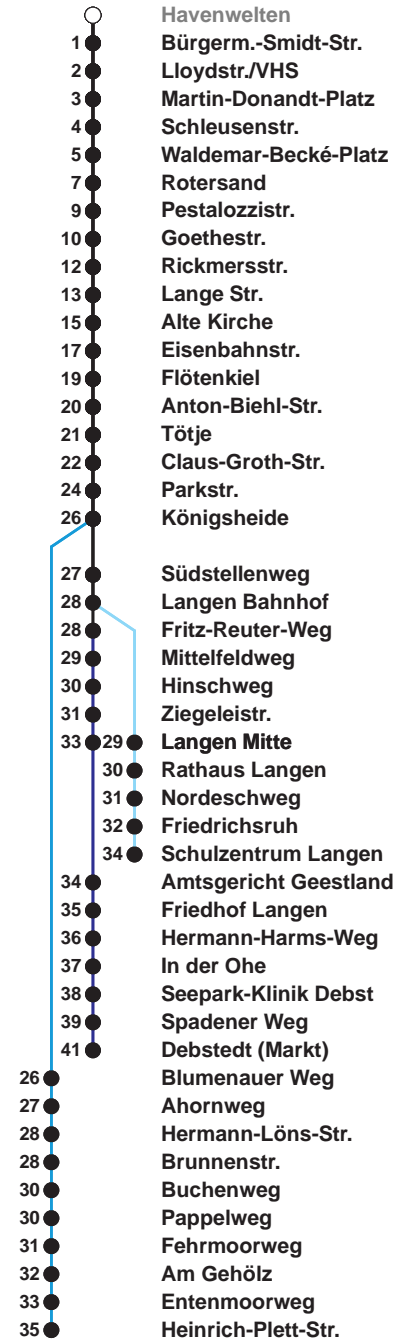 Havenwelten
1 Bürgerm.-Smidt-Str.
2 Lloydstr./VHS
3 Martin-Donandt-Platz
4 Schleusenstr.
5 Waldemar-Becké-Platz
7 Rotersand
9 Pestalozzistr.
10 Goethestr.
12 Rickmersstr.
13 Lange Str.
15 Alte Kirche
17 Eisenbahnstr.
19 Flötenkiel
20 Anton-Biehl-Str.
21 Tötje
22 Claus-Groth-Str.
24 Parkstr.
26 Königsheide
27 Südstellenweg
28 Langen Bahnhof
28 Fritz-Reuter-Weg
29 Mittelfeldweg
30 Hinschweg
31 Ziegeleistr.
33 29 Langen Mitte
30 Rathaus Langen
31 Nordeschweg
32 Friedrichsruh
34 Schulzentrum Langen
34 Amtsgericht Geestland
35 Friedhof Langen
36 Hermann-Harms-Weg
37 In der Ohe
38 Seepark-Klinik Debst
39 Spadener Weg
41 Debstedt (Markt)
26 Blumenauer Weg
27 Ahornweg
28 Hermann-Löns-Str.
28 Brunnenstr.
30 Buchenweg
30 Pappelweg
31 Fehrmoorweg
32 Am Gehölz
33 Entenmoorweg
35 Heinrich-Plett-Str.